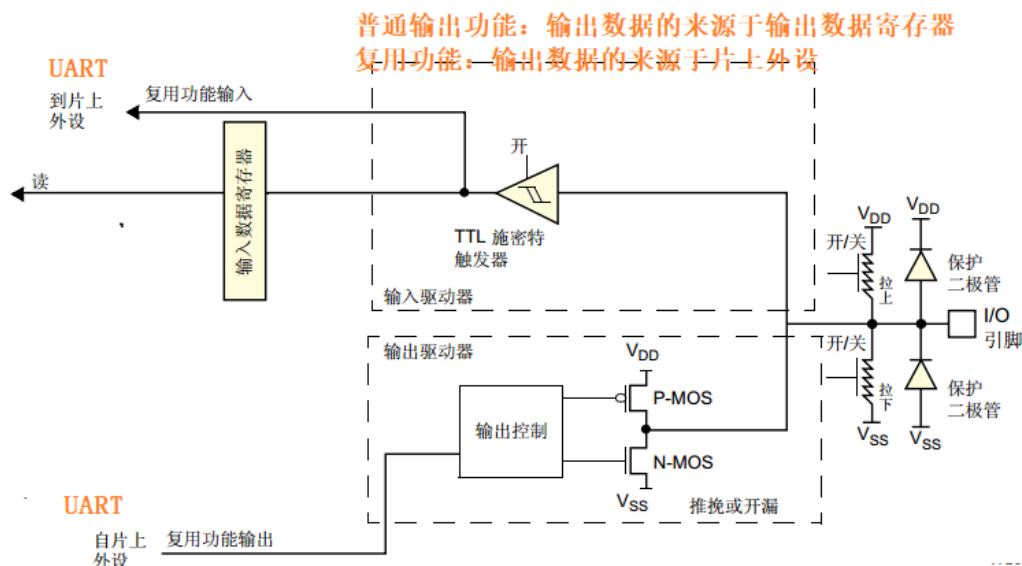 普通输出功能：输出数据的来源于输出数据寄存器
复用功能：输出数据的来源于片上外设
UART
到片上
外设
复用功能输入
读
输入数据寄存器
开
TTL 施密特
触发器
输入驱动器
VDD
VDD
开/关
拉上
保护
二极管
I/O
引脚
开/关
拉下
保护
二极管
VSS
VSS
输出驱动器
VDD
P-MOS
输出控制
N-MOS
VSS
推挽或开漏
UART
自片上
外设
复用功能输出